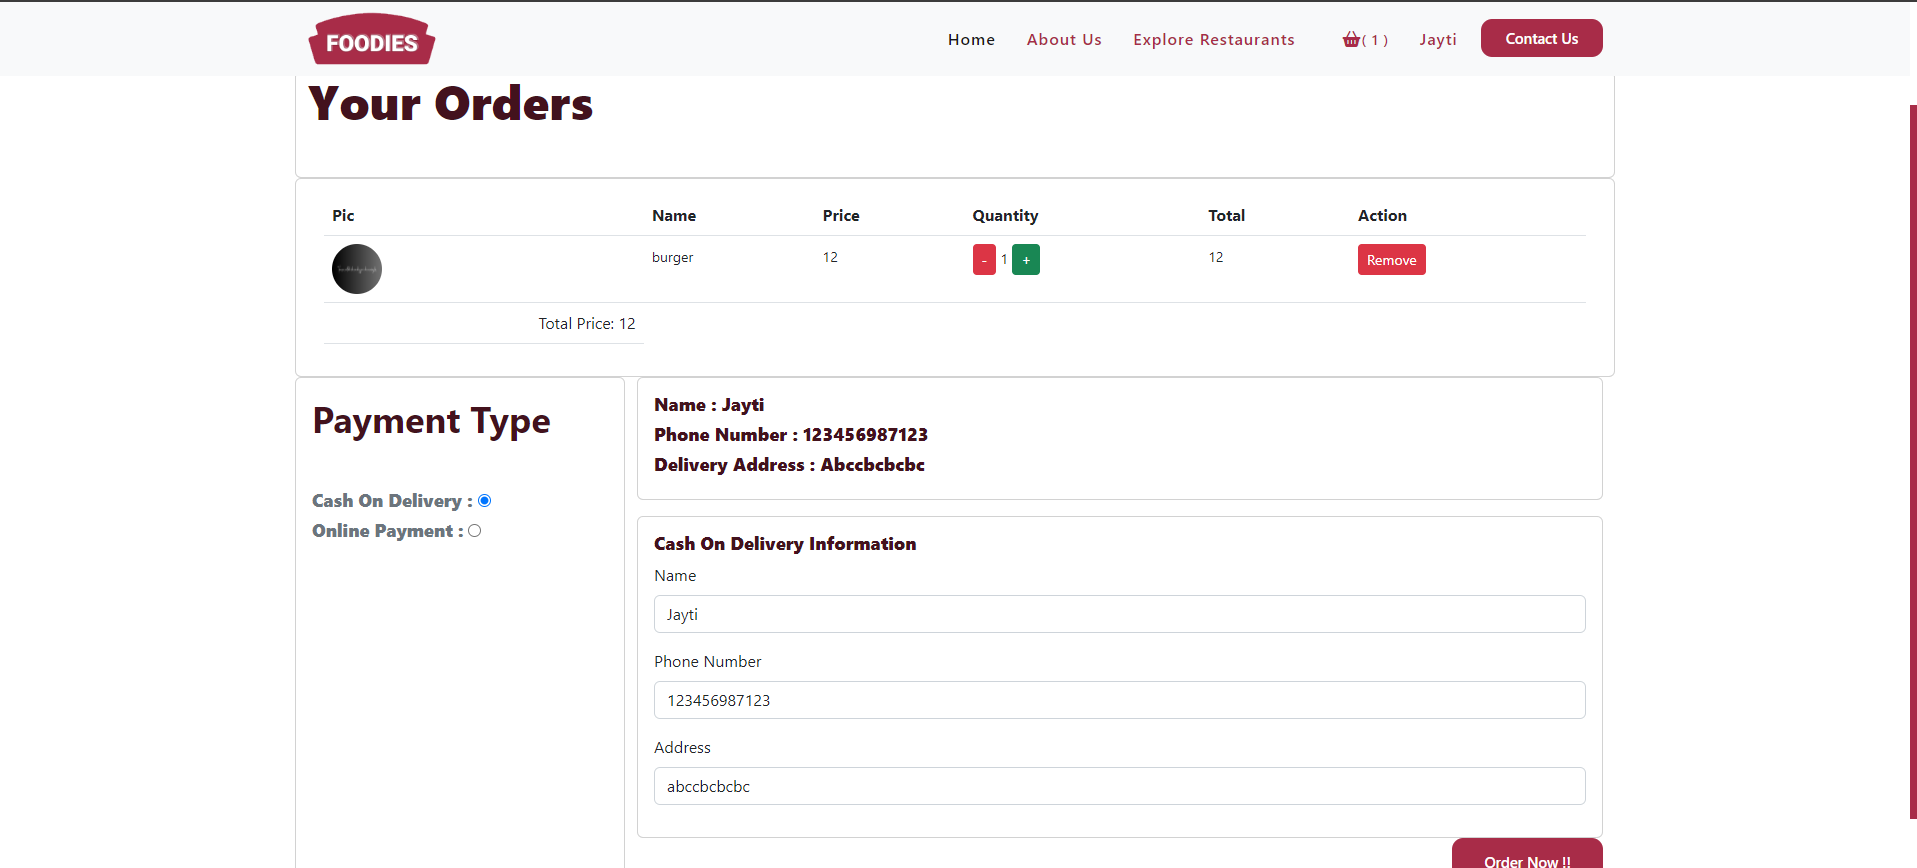 FOODIES
Home About Us Explore Restaurants ( 1 ) Jayti Contact Us
Your Orders
Pic Name Price Quantity Total Action
burger 12 - 1 + 12 Remove
Total Price: 12
Payment Type
Cash On Delivery :
Online Payment :
Name : Jayti
Phone Number : 123456987123
Delivery Address : Abccbcbcbc
Cash On Delivery Information
Name
Jayti
Phone Number
123456987123
Address
abccbcbcbc
Order Now !!